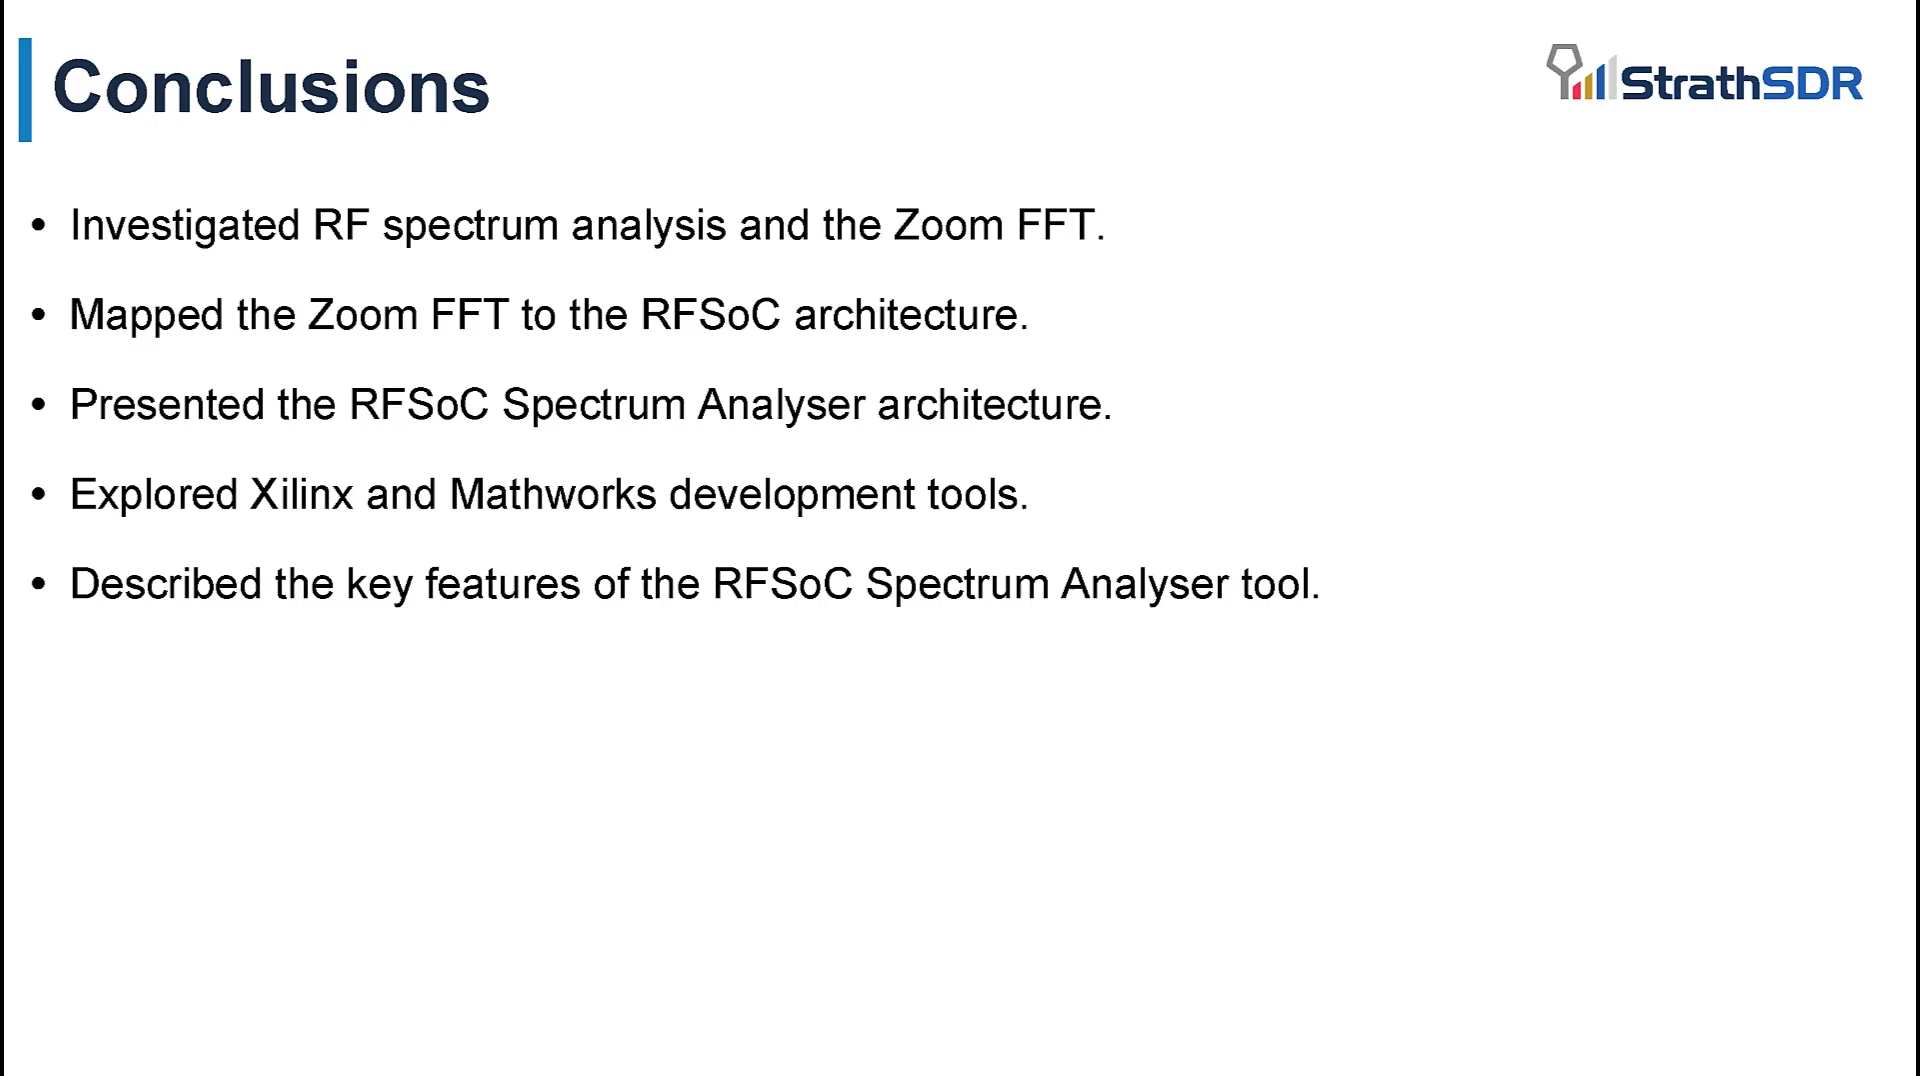 Conclusions
StrathSDR
• Investigated RF spectrum analysis and the Zoom FFT.
• Mapped the Zoom FFT to the RFSoC architecture.
• Presented the RFSoC Spectrum Analyser architecture.
• Explored Xilinx and Mathworks development tools.
• Described the key features of the RFSoC Spectrum Analyser tool.